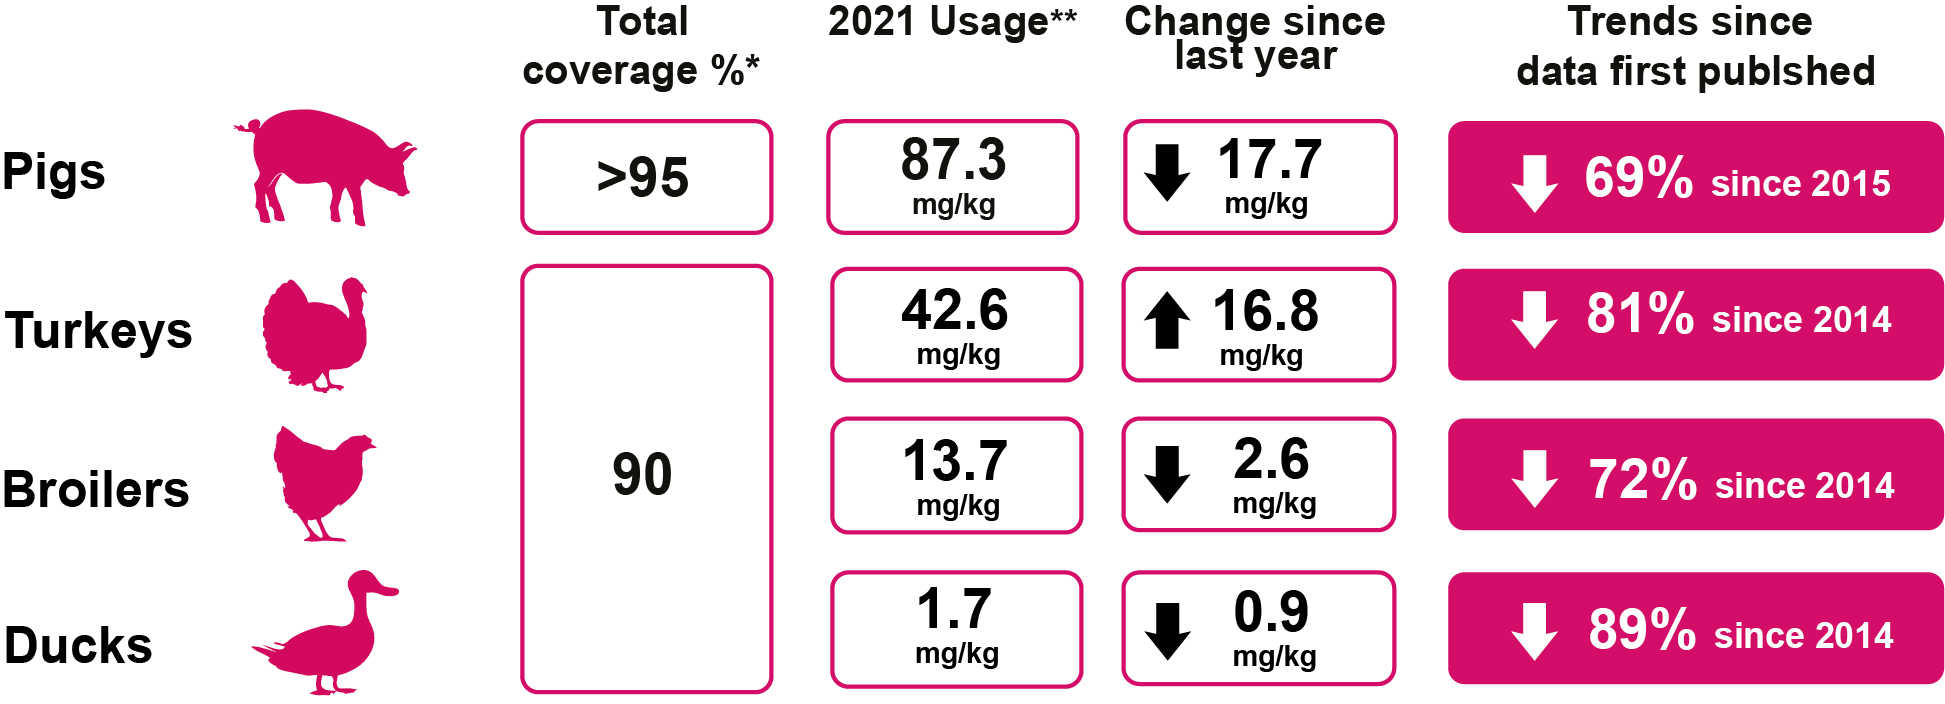 Total
coverage %*
2021 Usage**
Change since
last year
Trends since
data first publshed
Pigs
>95
87.3
mg/kg
17.7
mg/kg
69% since 2015
Turkeys
90
42.6
mg/kg
16.8
mg/kg
81% since 2014
Broilers
13.7
mg/kg
2.6
mg/kg
72% since 2014
Ducks
1.7
mg/kg
0.9
mg/kg
89% since 2014